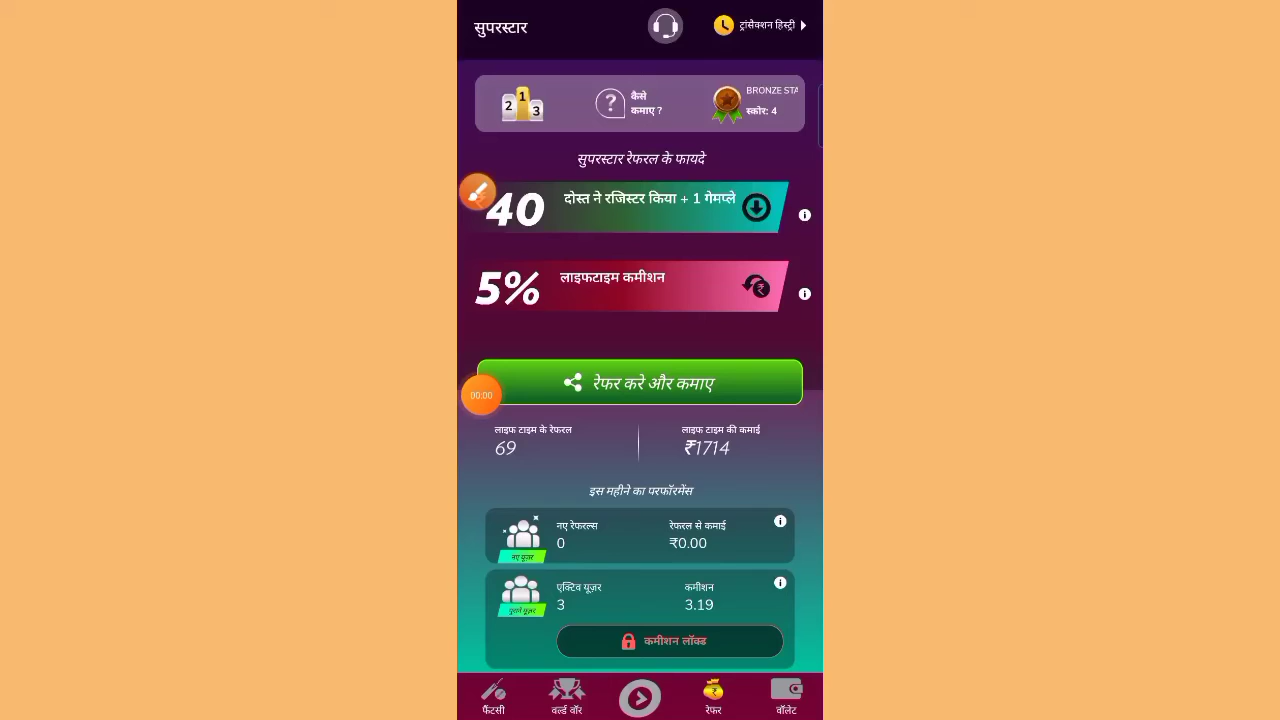 सुपरस्टार
ट्रांसैक्शन हिस्ट्री
2 1 3
?
कैसे
कमाए ?
BRONZE STA
स्कोर: 4
सुपरस्टार रेफरल के फायदे
40
दोस्त ने रजिस्टर किया + 1 गेमप्ले
5%
लाइफटाइम कमीशन
रेफर करे और कमाए
00:00
लाइफ टाइम के रेफरल
लाइफ टाइम की कमाई
69
₹1714
इस महीने का परफॉरमेंस
नए रेफरल्स
रेफरल से कमाई
0
₹0.00
नए यूज़र
एक्टिव यूज़र
कमीशन
3
3.19
पुराने यूज़र
कमीशन लॉक्ड
फैंटसी
वर्ल्ड वॉर
रेफर
वॉलेट